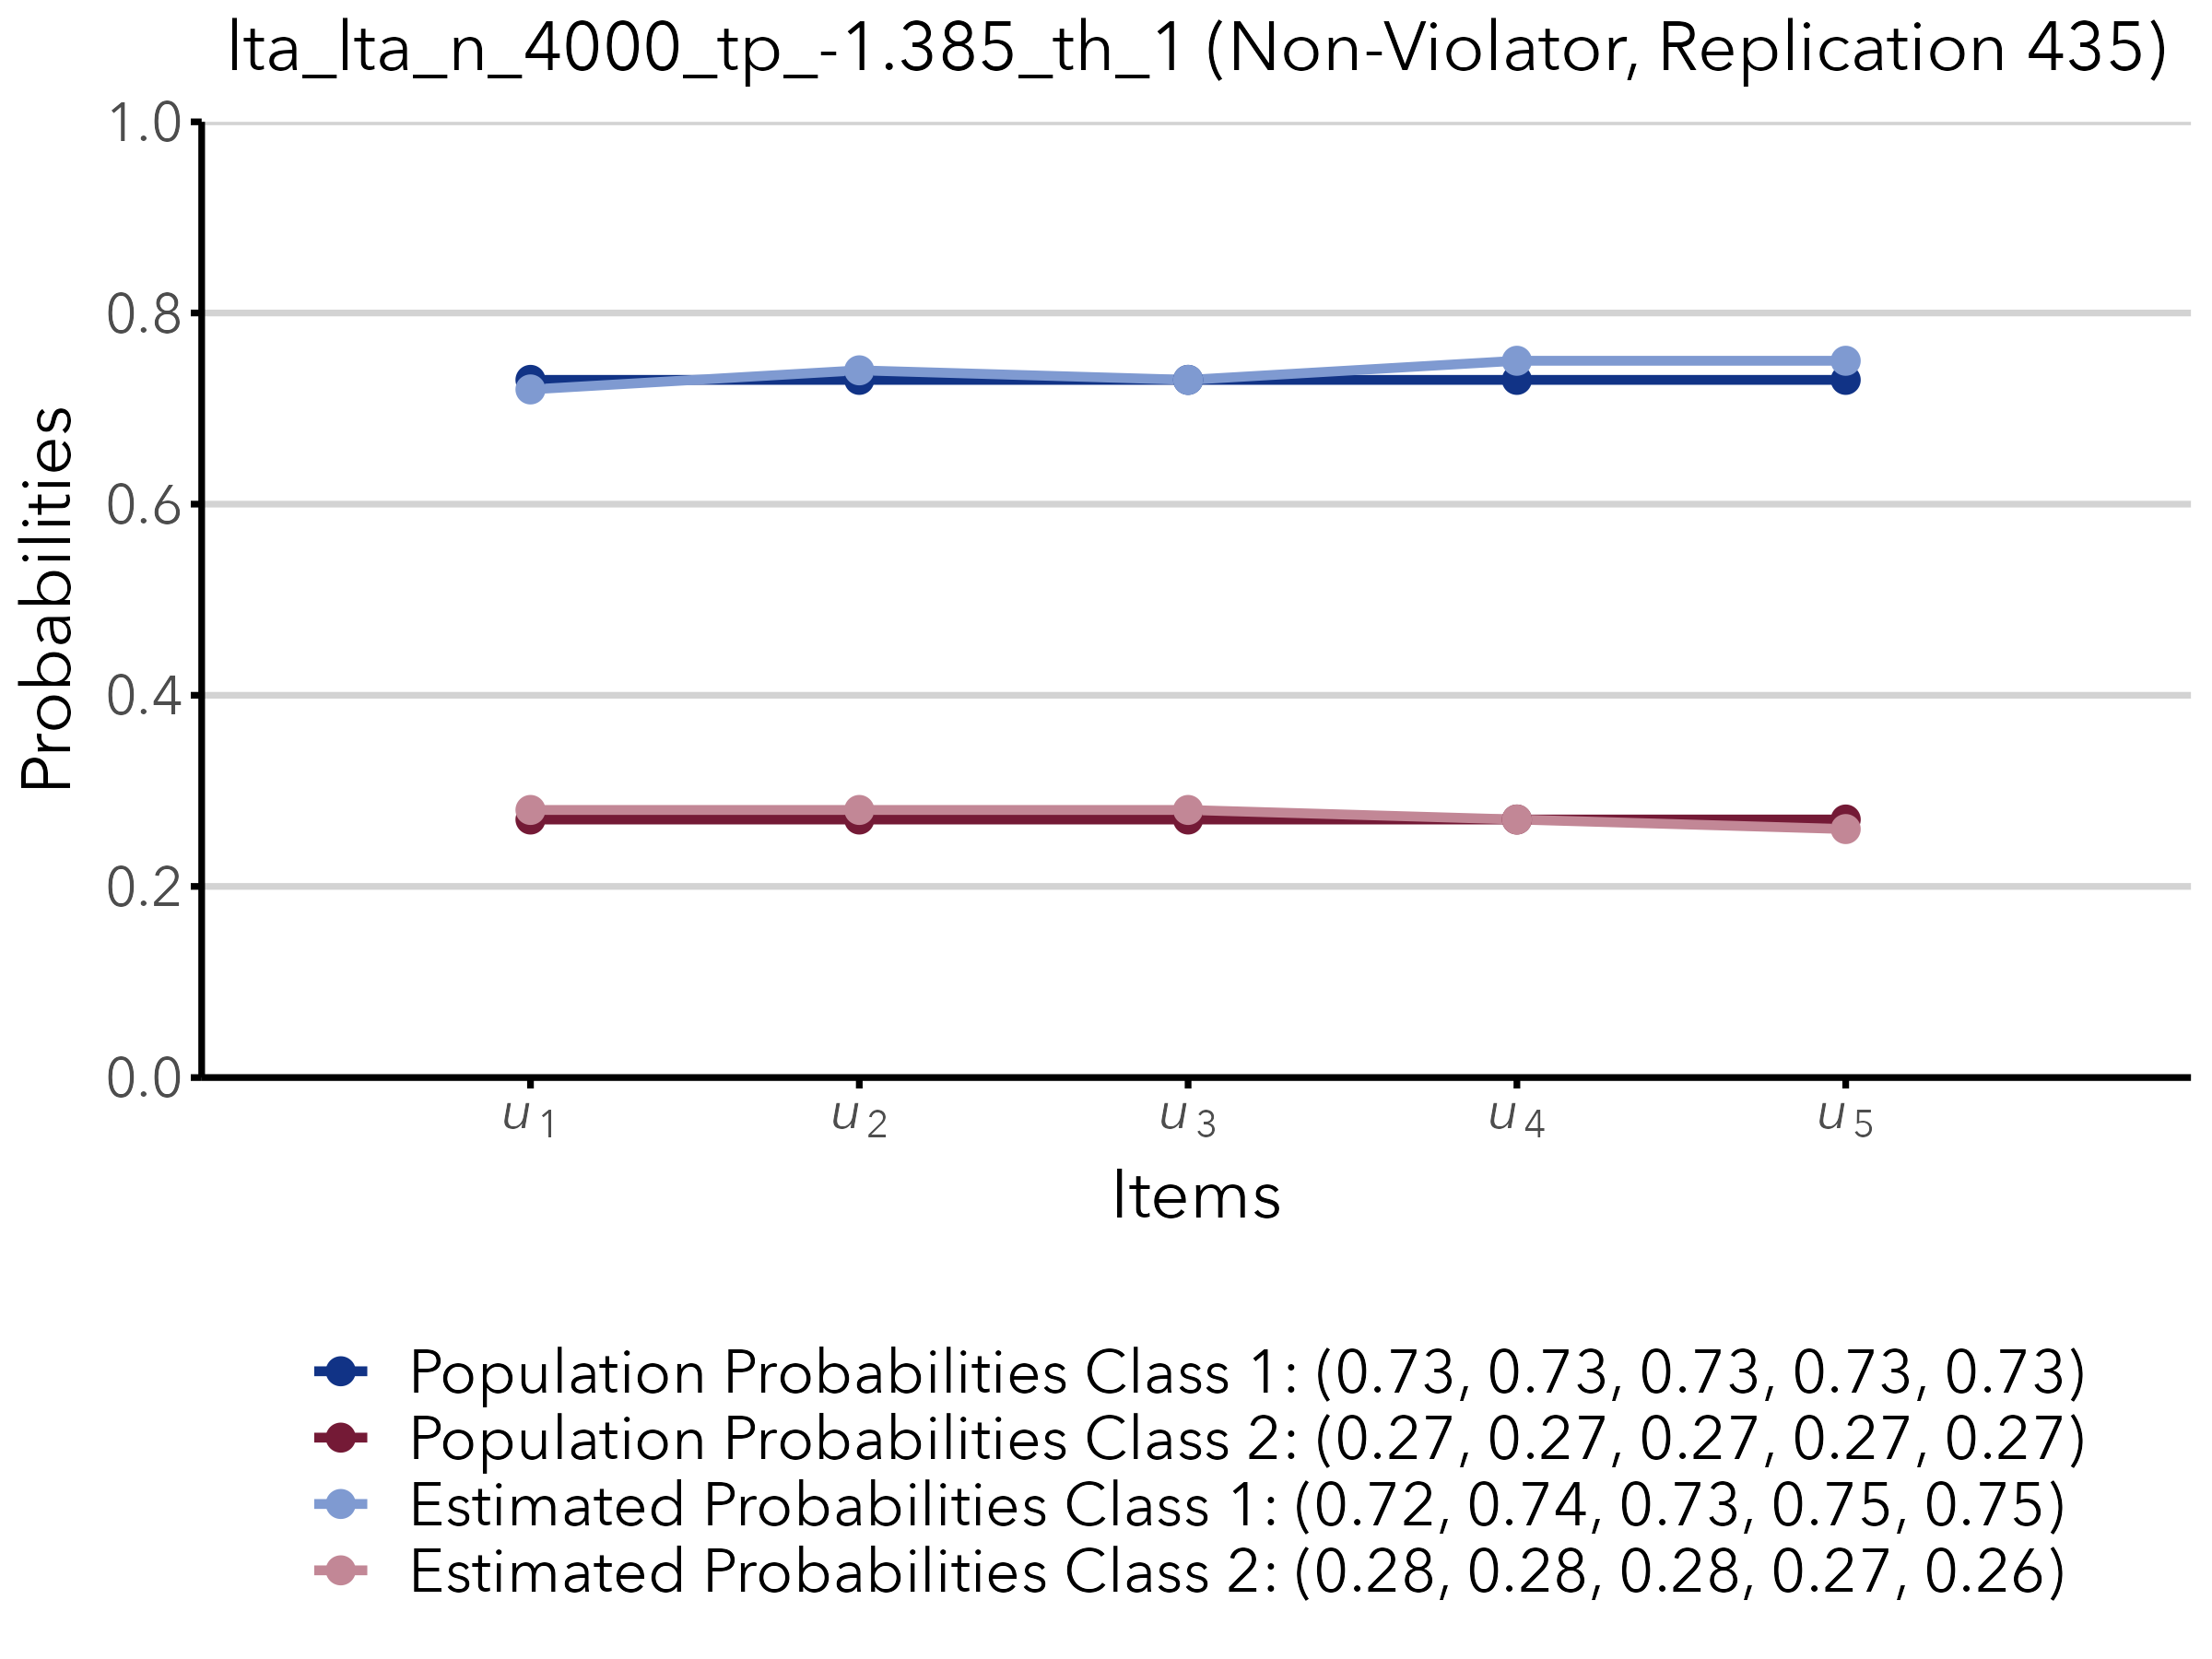 lta_lta_n_4000_tp_-1.385_th_1 (Non-Violator, Replication 435)
1.0
0.8
0.6
0.4
0.2
0.0
Probabilities
u1 u2 u3 u4 u5
Items
Population Probabilities Class 1: (0.73, 0.73, 0.73, 0.73, 0.73)
Population Probabilities Class 2: (0.27, 0.27, 0.27, 0.27, 0.27)
Estimated Probabilities Class 1: (0.72, 0.74, 0.73, 0.75, 0.75)
Estimated Probabilities Class 2: (0.28, 0.28, 0.28, 0.27, 0.26)